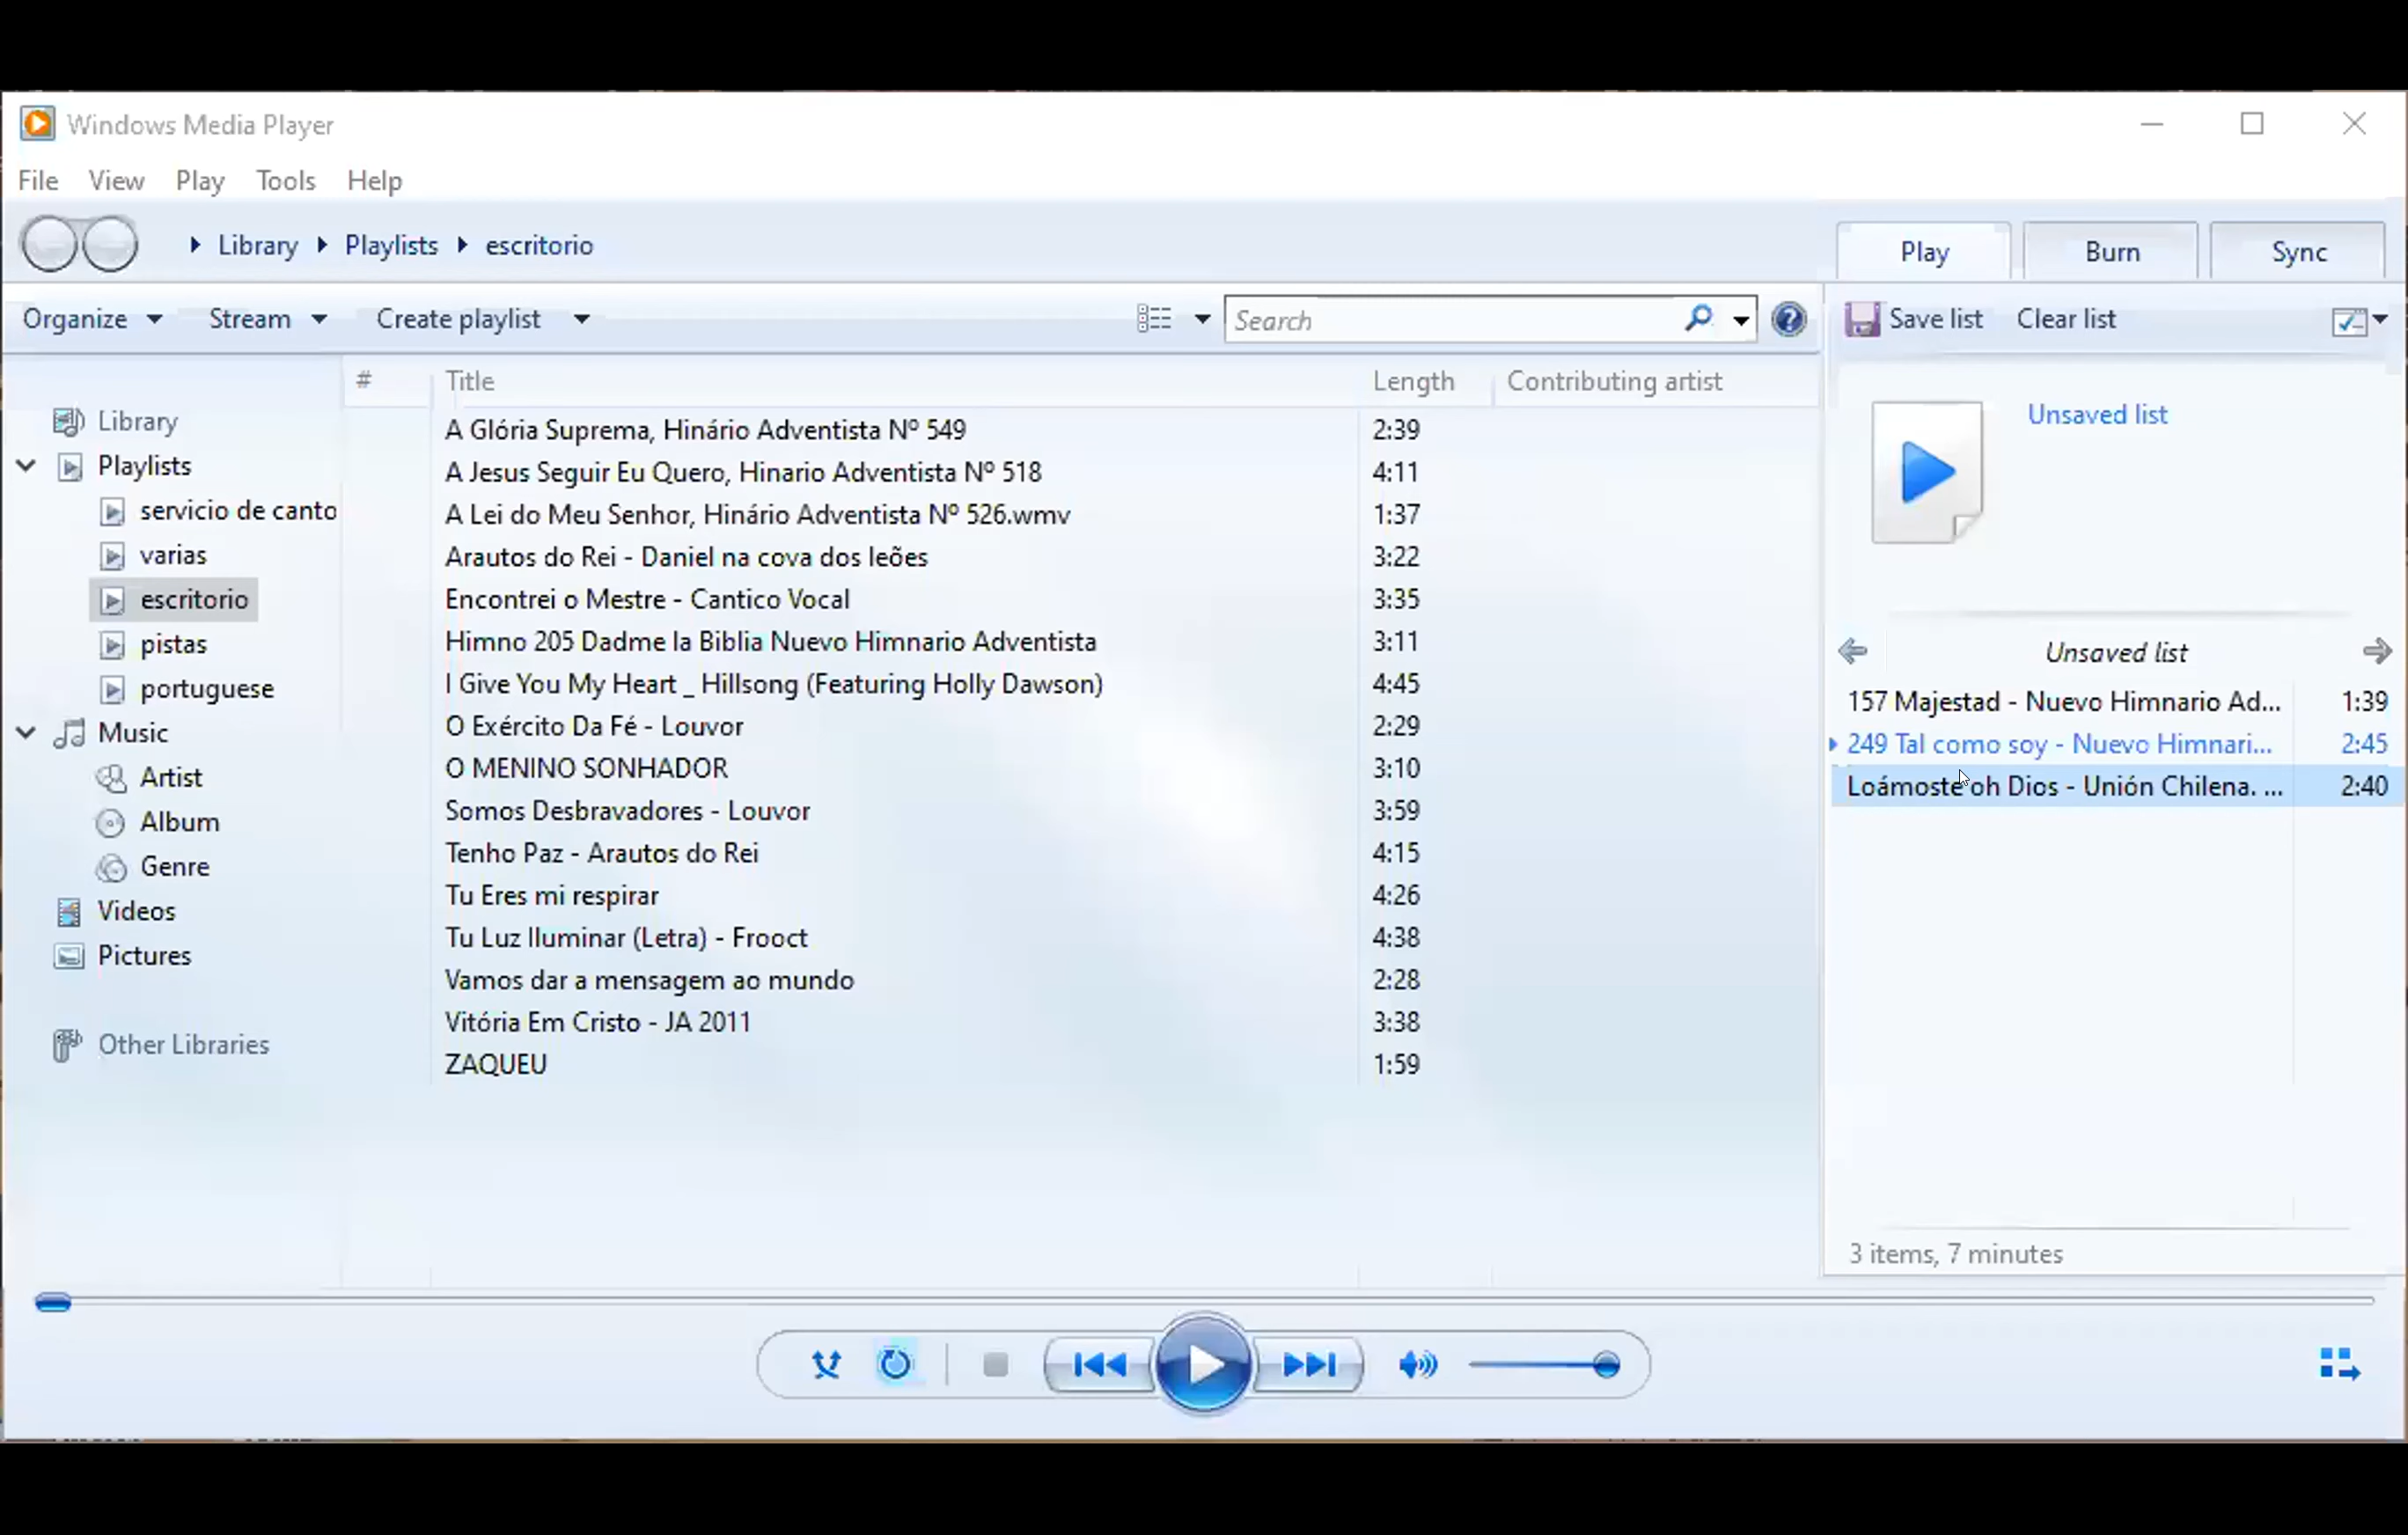 Windows Media Player
File View Play Tools Help
Library Playlists escritorio
Play Burn Sync
Organize Stream Create playlist Search Save list Clear list
# Title Length Contributing artist
Library
Playlists
servicio de canto
varias
escritorio
pistas
portuguese
Music
Artist
Album
Genre
Videos
Pictures
Other Libraries
A Glória Suprema, Hinário Adventista Nº 549 2:39
A Jesus Seguir Eu Quero, Hinario Adventista Nº 518 4:11
A Lei do Meu Senhor, Hinário Adventista Nº 526.wmv 1:37
Arautos do Rei - Daniel na cova dos leões 3:22
Encontrei o Mestre - Cantico Vocal 3:35
Himno 205 Dadme la Biblia Nuevo Himnario Adventista 3:11
I Give You My Heart _ Hillsong (Featuring Holly Dawson) 4:45
O Exército Da Fé - Louvor 2:29
O MENINO SONHADOR 3:10
Somos Desbravadores - Louvor 3:59
Tenho Paz - Arautos do Rei 4:15
Tu Eres mi respirar 4:26
Tu Luz Iluminar (Letra) - Frooct 4:38
Vamos dar a mensagem ao mundo 2:28
Vitória Em Cristo - JA 2011 3:38
ZAQUEU 1:59
Unsaved list
Unsaved list
157 Majestad - Nuevo Himnario Ad... 1:39
249 Tal como soy - Nuevo Himnari... 2:45
Loámoste oh Dios - Unión Chilena. ... 2:40
3 items, 7 minutes